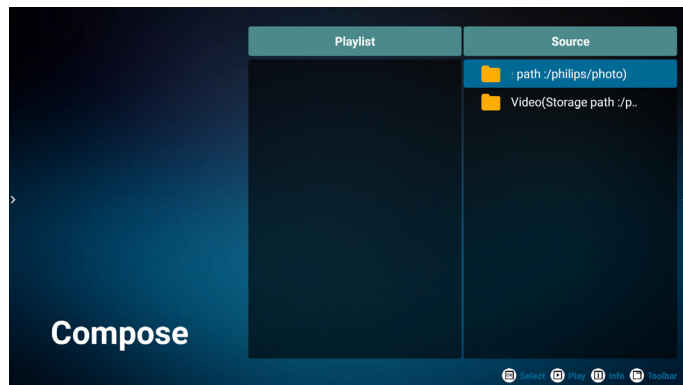 Playlist
Source
: path :/philips/photo)
Video(Storage path :/p..
Compose
Select Play Info Toolbar